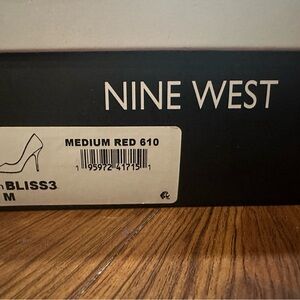 NINE WEST
MEDIUM RED 610
1 95972 41715 1
BLISS3
M